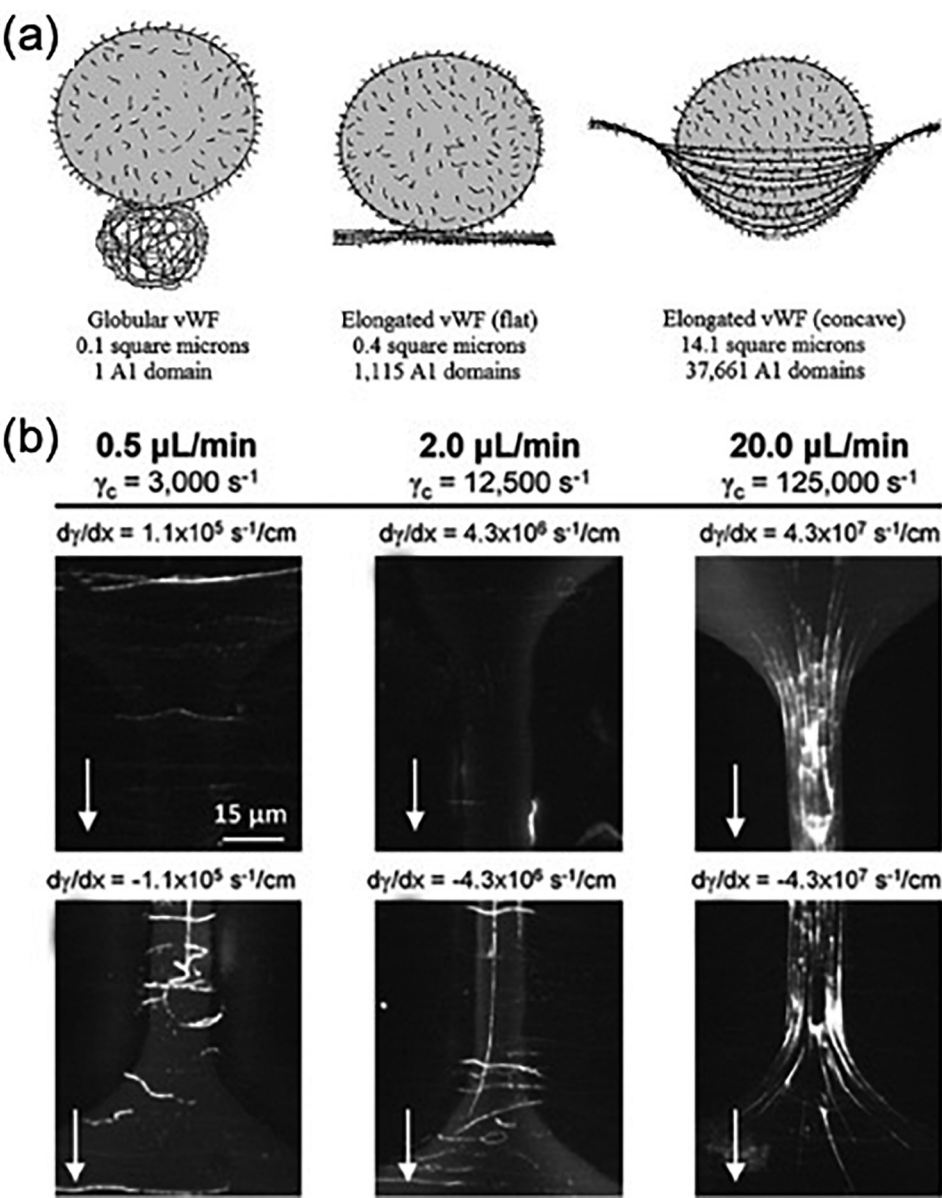 (a)
Globular vWF
0.1 square microns
1 A1 domain
Elongated vWF (flat)
0.4 square microns
1,115 A1 domains
Elongated vWF (concave)
14.1 square microns
37,661 A1 domains
(b)
0.5 µL/min
γc = 3,000 s-1
2.0 µL/min
γc = 12,500 s-1
20.0 µL/min
γc = 125,000 s-1
dγ/dx = 1.1x10⁵ s-1/cm
dγ/dx = 4.3x10⁶ s-1/cm
dγ/dx = 4.3x10⁷ s-1/cm
15 µm
dγ/dx = -1.1x10⁵ s-1/cm
dγ/dx = -4.3x10⁶ s-1/cm
dγ/dx = -4.3x10⁷ s-1/cm